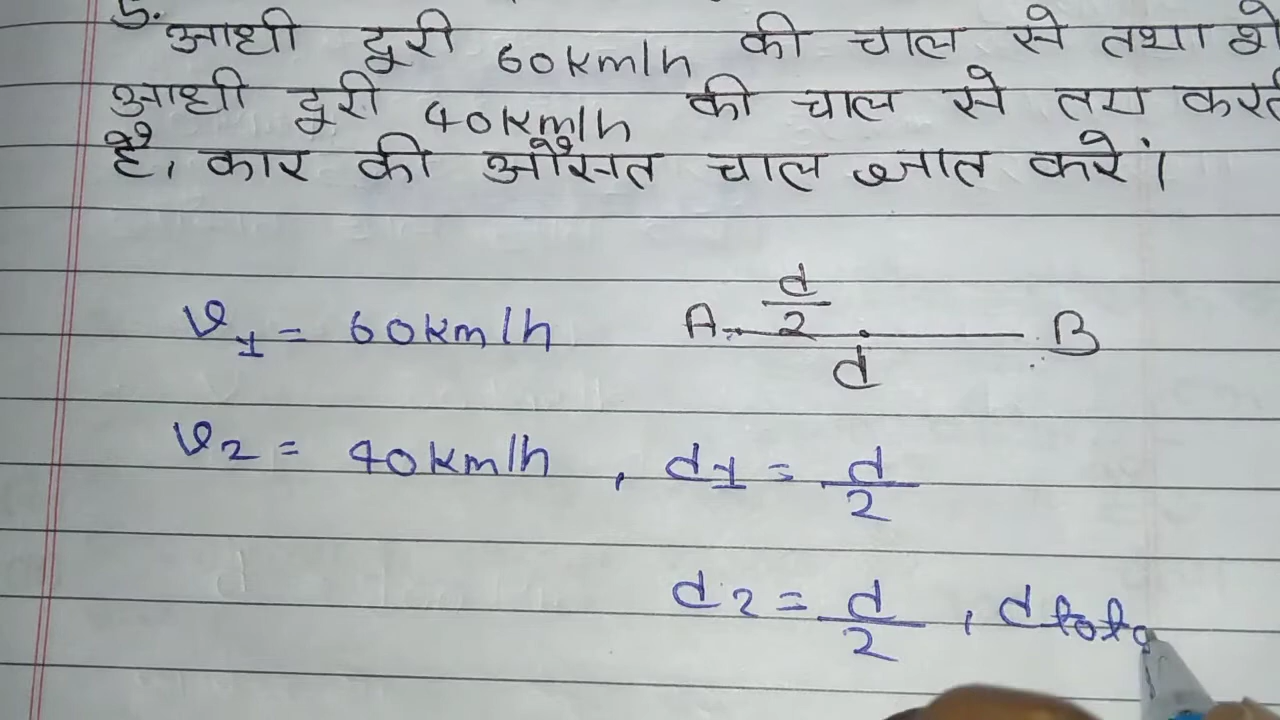 5.
आधी दूरी 60km/h की चाल से तथा शे
आधी दूरी 40km/h की चाल से तय करत
है, कार की औसत चाल ज्ञात करें।
d/2
v1 = 60km/h A B
d
v2 = 40km/h , d1 = d/2
d2 = d/2 , d tota